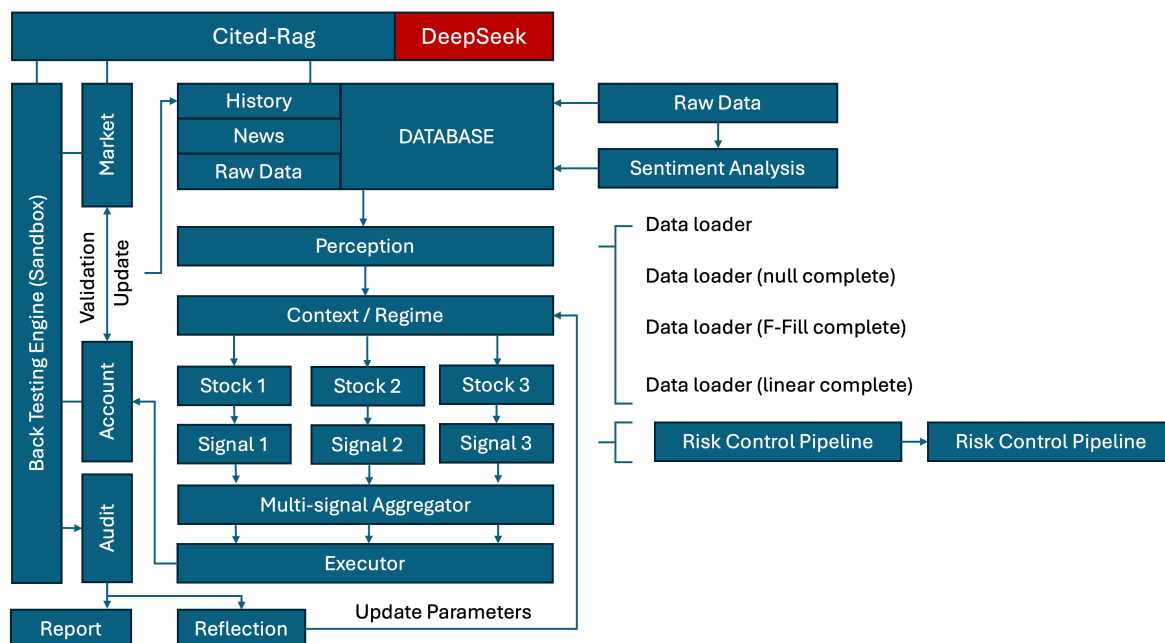 Cited-Rag
DeepSeek
Back Testing Engine (Sandbox)
Market
History
News
Raw Data
DATABASE
Raw Data
Sentiment Analysis
Validation
Update
Perception
Context / Regime
Data loader
Data loader (null complete)
Data loader (F-Fill complete)
Data loader (linear complete)
Stock 1
Stock 2
Stock 3
Account
Signal 1
Signal 2
Signal 3
Risk Control Pipeline
Risk Control Pipeline
Multi-signal Aggregator
Audit
Executor
Report
Reflection
Update Parameters